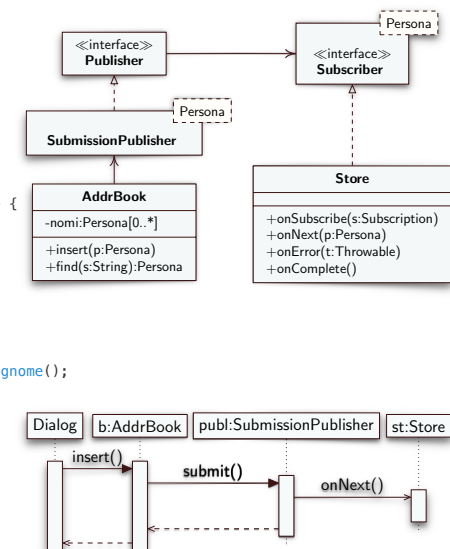 Persona
≪interface≫
Publisher
≪interface≫
Subscriber
Persona
SubmissionPublisher
AddrBook
-nomi:Persona[0..*]
+insert(p:Persona)
+find(s:String):Persona
Store
+onSubscribe(s:Subscription)
+onNext(p:Persona)
+onError(t:Throwable)
+onComplete()
{
gnome();
Dialog
b:AddrBook
publ:SubmissionPublisher
st:Store
insert()
submit()
onNext()